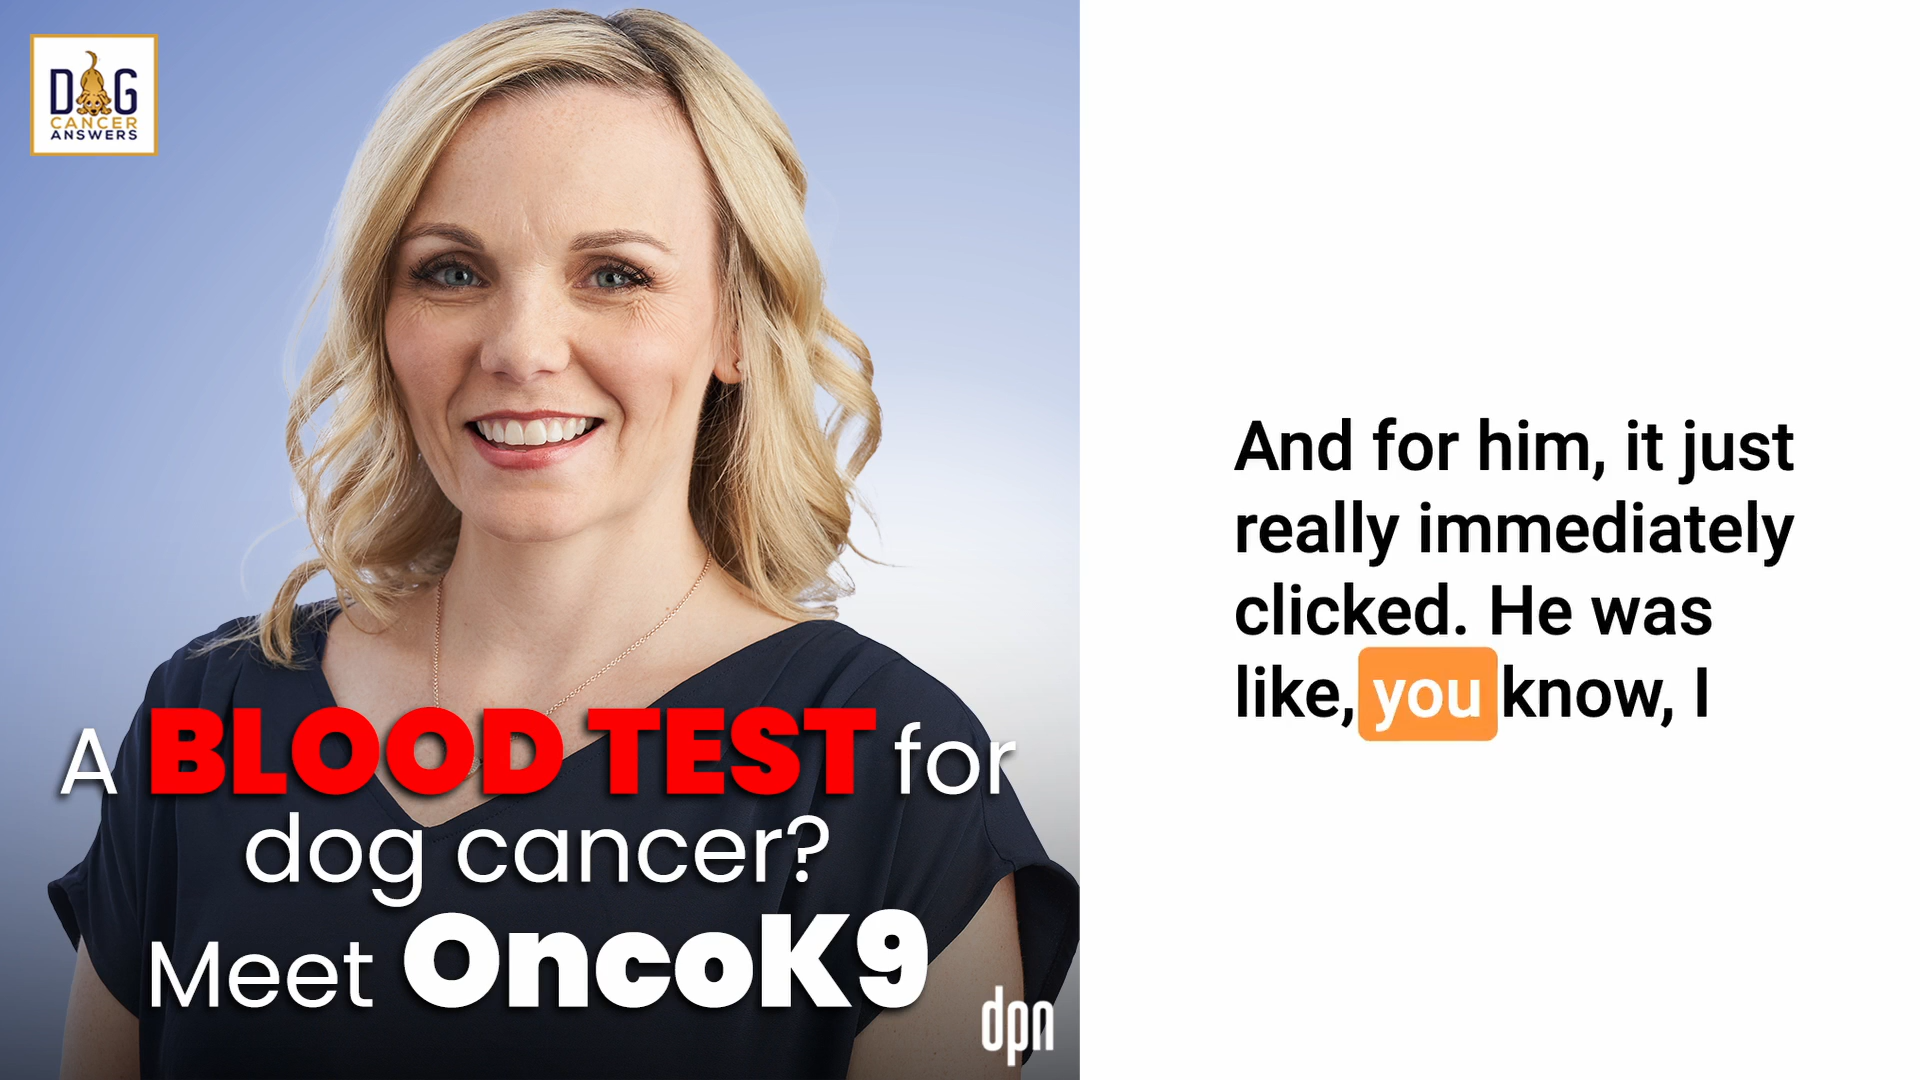 DOG
CANCER
ANSWERS
A BLOOD TEST for
dog cancer?
Meet OncoK9
dpn
And for him, it just
really immediately
clicked. He was
like, you know, I